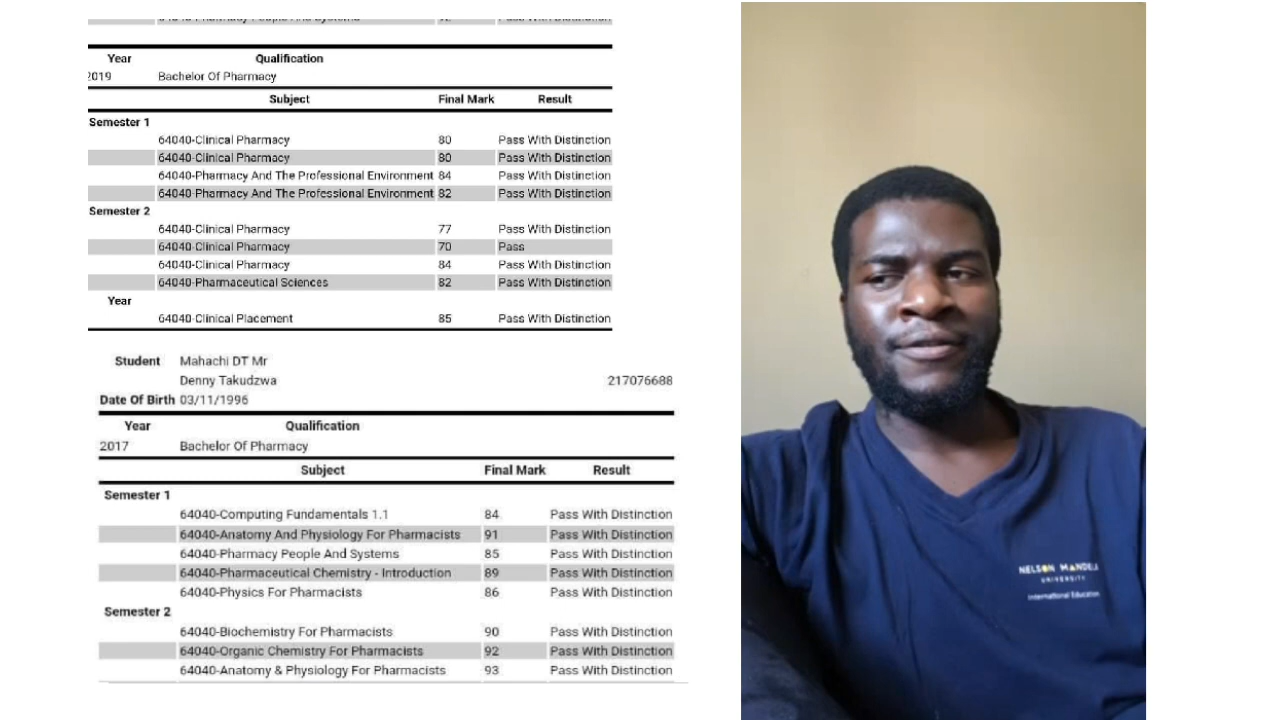 64040-Pharmacy People And Systems 92 Pass With Distinction
Year Qualification
2019 Bachelor Of Pharmacy
Subject Final Mark Result
Semester 1
64040-Clinical Pharmacy 80 Pass With Distinction
64040-Clinical Pharmacy 80 Pass With Distinction
64040-Pharmacy And The Professional Environment 84 Pass With Distinction
64040-Pharmacy And The Professional Environment 82 Pass With Distinction
Semester 2
64040-Clinical Pharmacy 77 Pass With Distinction
64040-Clinical Pharmacy 70 Pass
64040-Clinical Pharmacy 84 Pass With Distinction
64040-Pharmaceutical Sciences 82 Pass With Distinction
Year
64040-Clinical Placement 85 Pass With Distinction
Student Mahachi DT Mr
Denny Takudzwa 217076688
Date Of Birth 03/11/1996
Year Qualification
2017 Bachelor Of Pharmacy
Subject Final Mark Result
Semester 1
64040-Computing Fundamentals 1.1 84 Pass With Distinction
64040-Anatomy And Physiology For Pharmacists 91 Pass With Distinction
64040-Pharmacy People And Systems 85 Pass With Distinction
64040-Pharmaceutical Chemistry - Introduction 89 Pass With Distinction
64040-Physics For Pharmacists 86 Pass With Distinction
Semester 2
64040-Biochemistry For Pharmacists 90 Pass With Distinction
64040-Organic Chemistry For Pharmacists 92 Pass With Distinction
64040-Anatomy & Physiology For Pharmacists 93 Pass With Distinction
NELSON MANDELA
UNIVERSITY
International Education